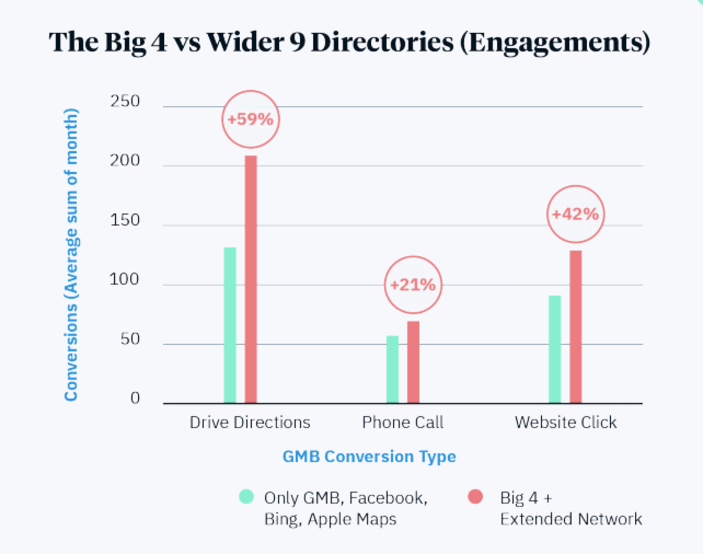 The Big 4 vs Wider 9 Directories (Engagements)
Conversions (Average sum of month)
250
200
150
100
50
0
+59%
+21%
+42%
Drive Directions
Phone Call
Website Click
GMB Conversion Type
Only GMB, Facebook,
Bing, Apple Maps
Big 4 +
Extended Network